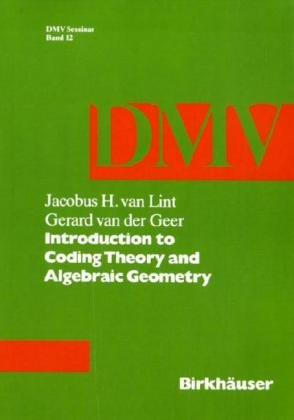 DMV Seminar
Band 12
DMV
Jacobus H. van Lint
Gerard van der Geer
Introduction to
Coding Theory and
Algebraic Geometry
Birkhäuser